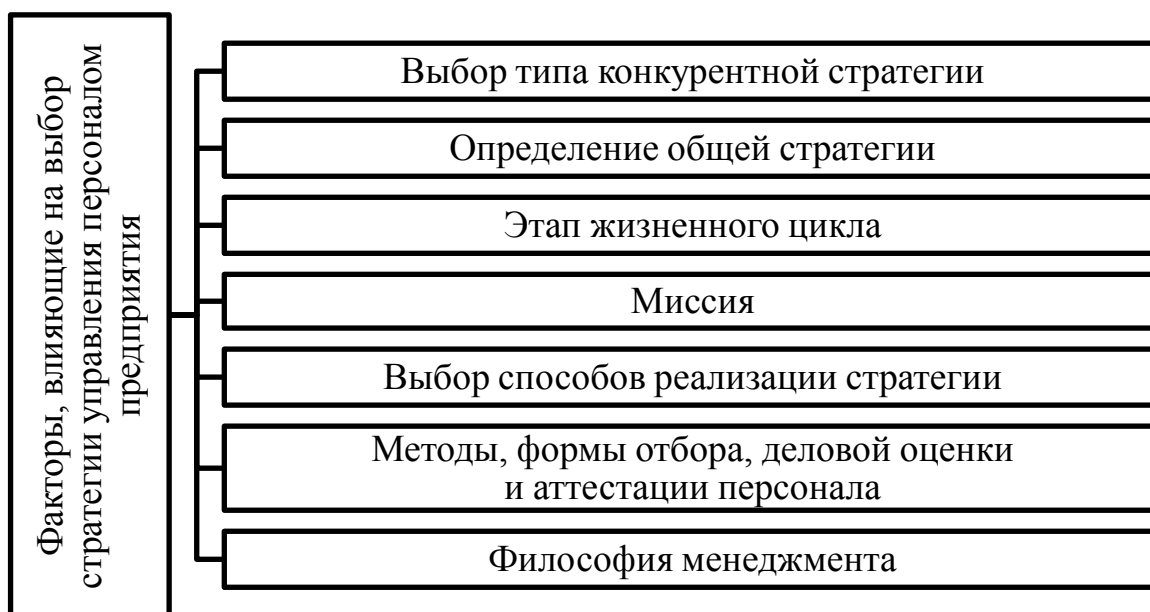 Факторы, влияющие на выбор
стратегии управления персоналом
предприятия
Выбор типа конкурентной стратегии
Определение общей стратегии
Этап жизненного цикла
Миссия
Выбор способов реализации стратегии
Методы, формы отбора, деловой оценки
и аттестации персонала
Философия менеджмента